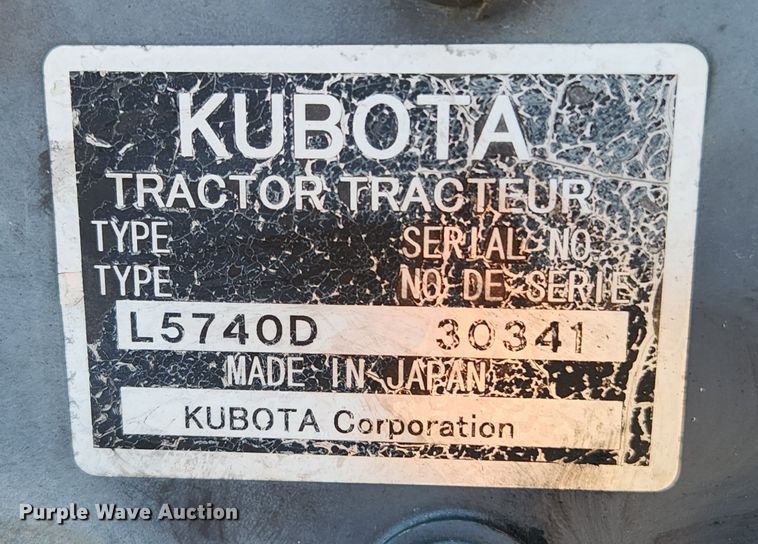 KUBOTA
TRACTOR TRACTEUR
TYPE SERIAL NO.
TYPE NO DE SERIE
L5740D 30341
MADE IN JAPAN
KUBOTA Corporation
Purple Wave Auction